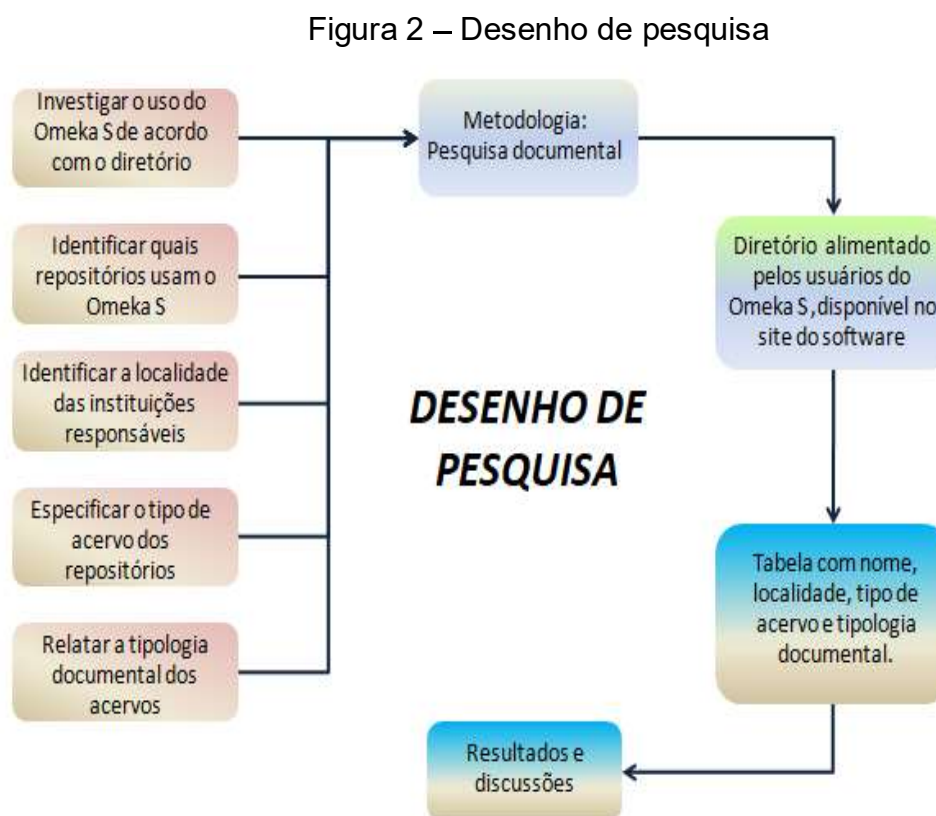 Figura 2 – Desenho de pesquisa
Investigar o uso do
Omeka S de acordo
com o diretório
Identificar quais
repositórios usam o
Omeka S
Identificar a localidade
das instituições
responsáveis
Especificar o tipo de
acervo dos
repositórios
Relatar a tipologia
documental dos
acervos
Metodologia:
Pesquisa documental
DESENHO DE
PESQUISA
Diretório alimentado
pelos usuários do
Omeka S, disponível no
site do software
Tabela com nome,
localidade, tipo de
acervo e tipologia
documental.
Resultados e
discussões